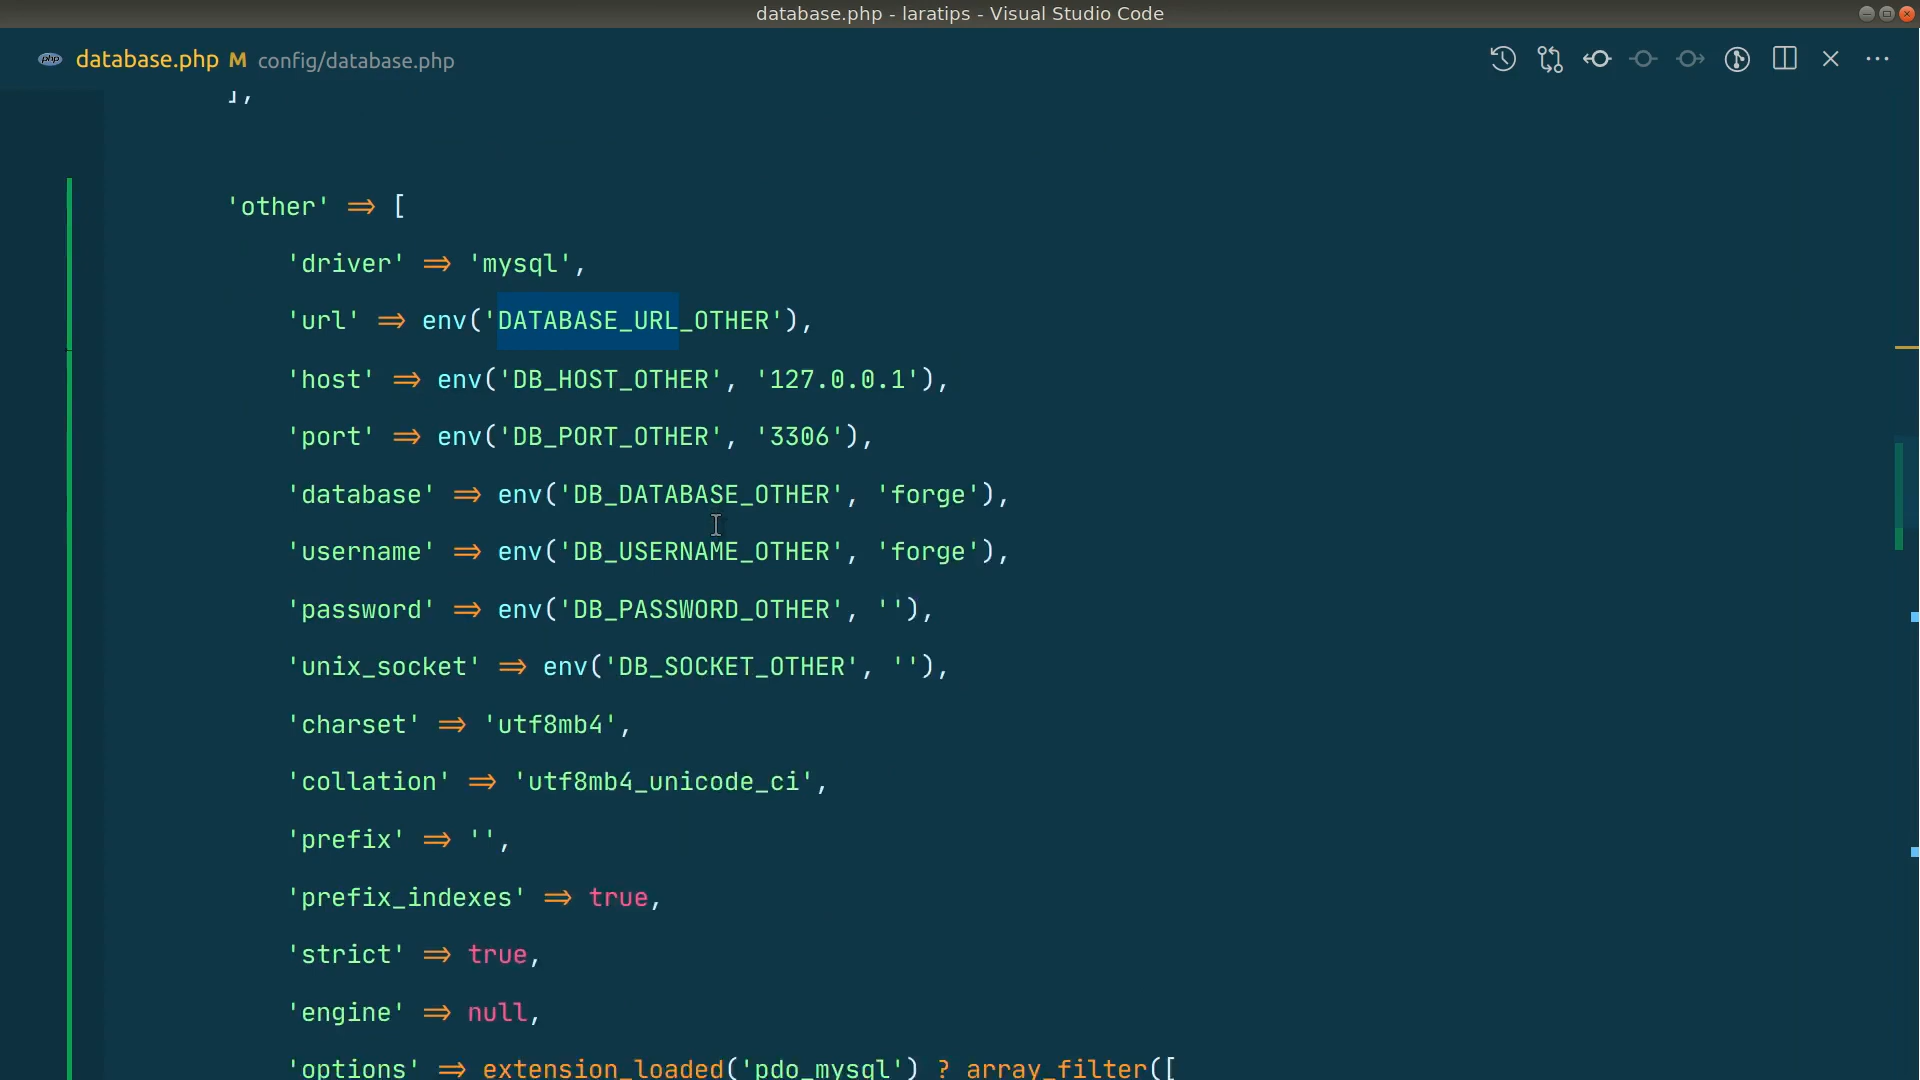 database.php - laratips - Visual Studio Code
php database.php M config/database.php
],
'other' => [
'driver' => 'mysql',
'url' => env('DATABASE_URL_OTHER'),
'host' => env('DB_HOST_OTHER', '127.0.0.1'),
'port' => env('DB_PORT_OTHER', '3306'),
'database' => env('DB_DATABASE_OTHER', 'forge'),
'username' => env('DB_USERNAME_OTHER', 'forge'),
'password' => env('DB_PASSWORD_OTHER', ''),
'unix_socket' => env('DB_SOCKET_OTHER', ''),
'charset' => 'utf8mb4',
'collation' => 'utf8mb4_unicode_ci',
'prefix' => '',
'prefix_indexes' => true,
'strict' => true,
'engine' => null,
'options' => extension_loaded('pdo_mysql') ? array_filter([